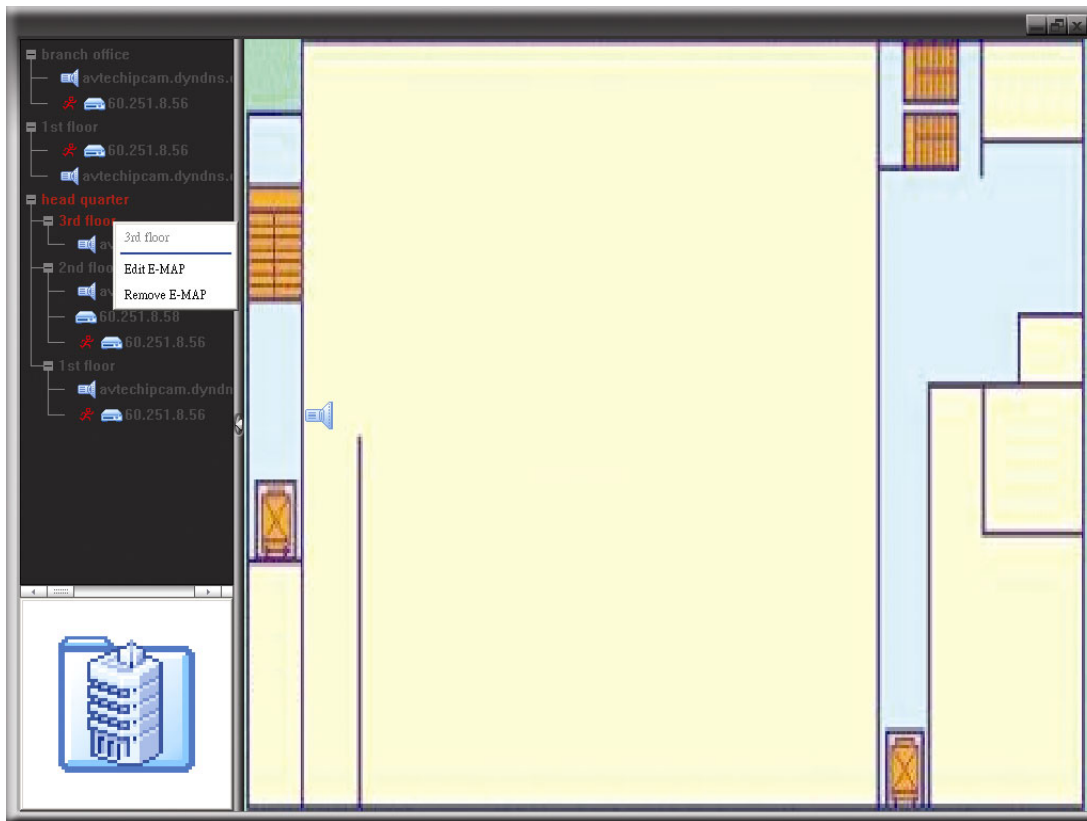 branch office
avtechipcam.dyndns.
60.251.8.56
1st floor
60.251.8.56
avtechipcam.dyndns.
head quarter
3rd floor
av
3rd floor
Edit E-MAP
Remove E-MAP
2nd floo
av
60.251.8.58
60.251.8.56
1st floor
avtechipcam.dyndn
60.251.8.56